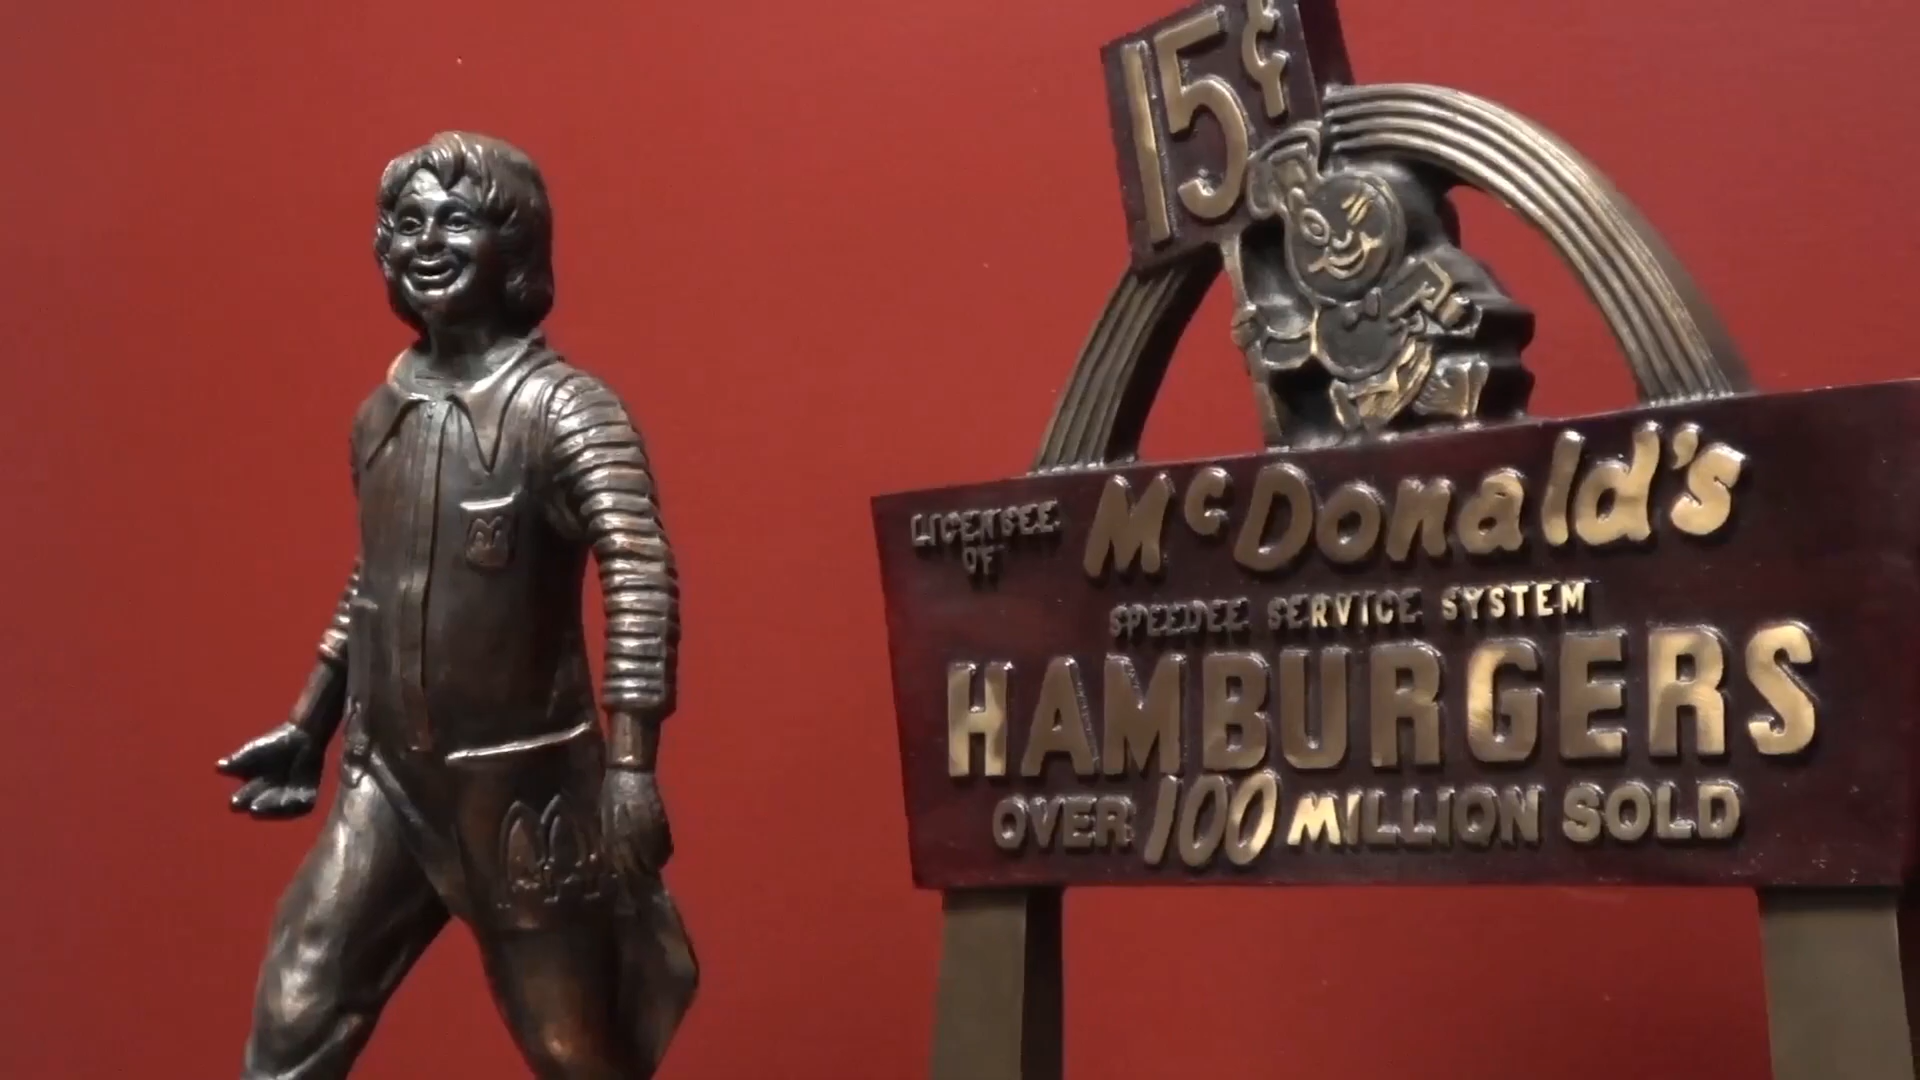 15¢
LICENSEE OF McDonald's
SPEEDEE SERVICE SYSTEM
HAMBURGERS
OVER 100 MILLION SOLD